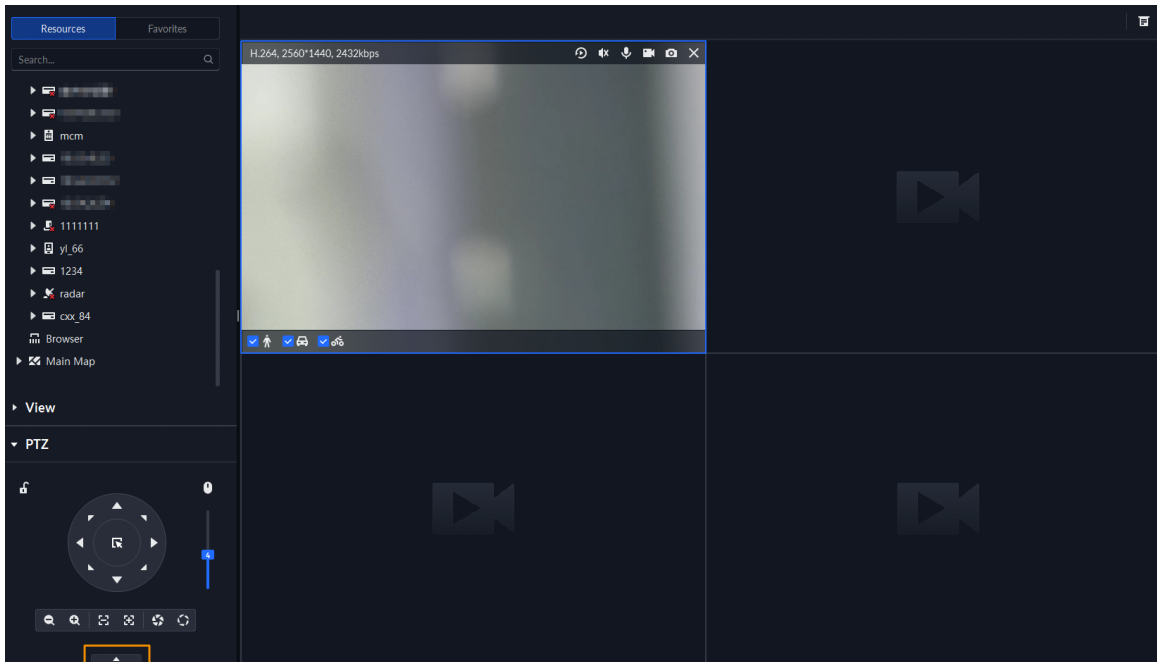 Resources Favorites
Search...
H.264, 2560*1440, 2432kbps
mcm
1111111
yl_66
1234
radar
cxx_84
Browser
Main Map
View
PTZ
4